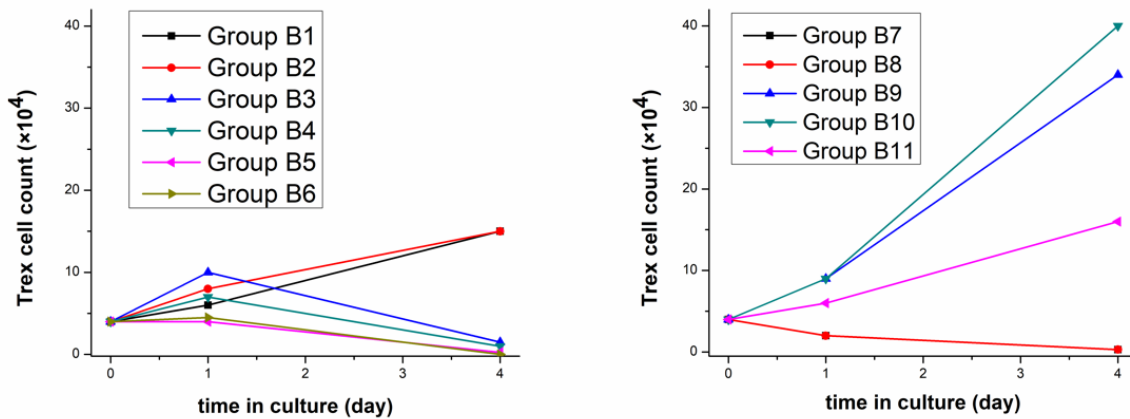 Trex cell count (×10⁴)
40
30
20
10
0
Group B1
Group B2
Group B3
Group B4
Group B5
Group B6
0 1 2 3 4
time in culture (day)
Trex cell count (×10⁴)
40
30
20
10
0
Group B7
Group B8
Group B9
Group B10
Group B11
0 1 2 3 4
time in culture (day)